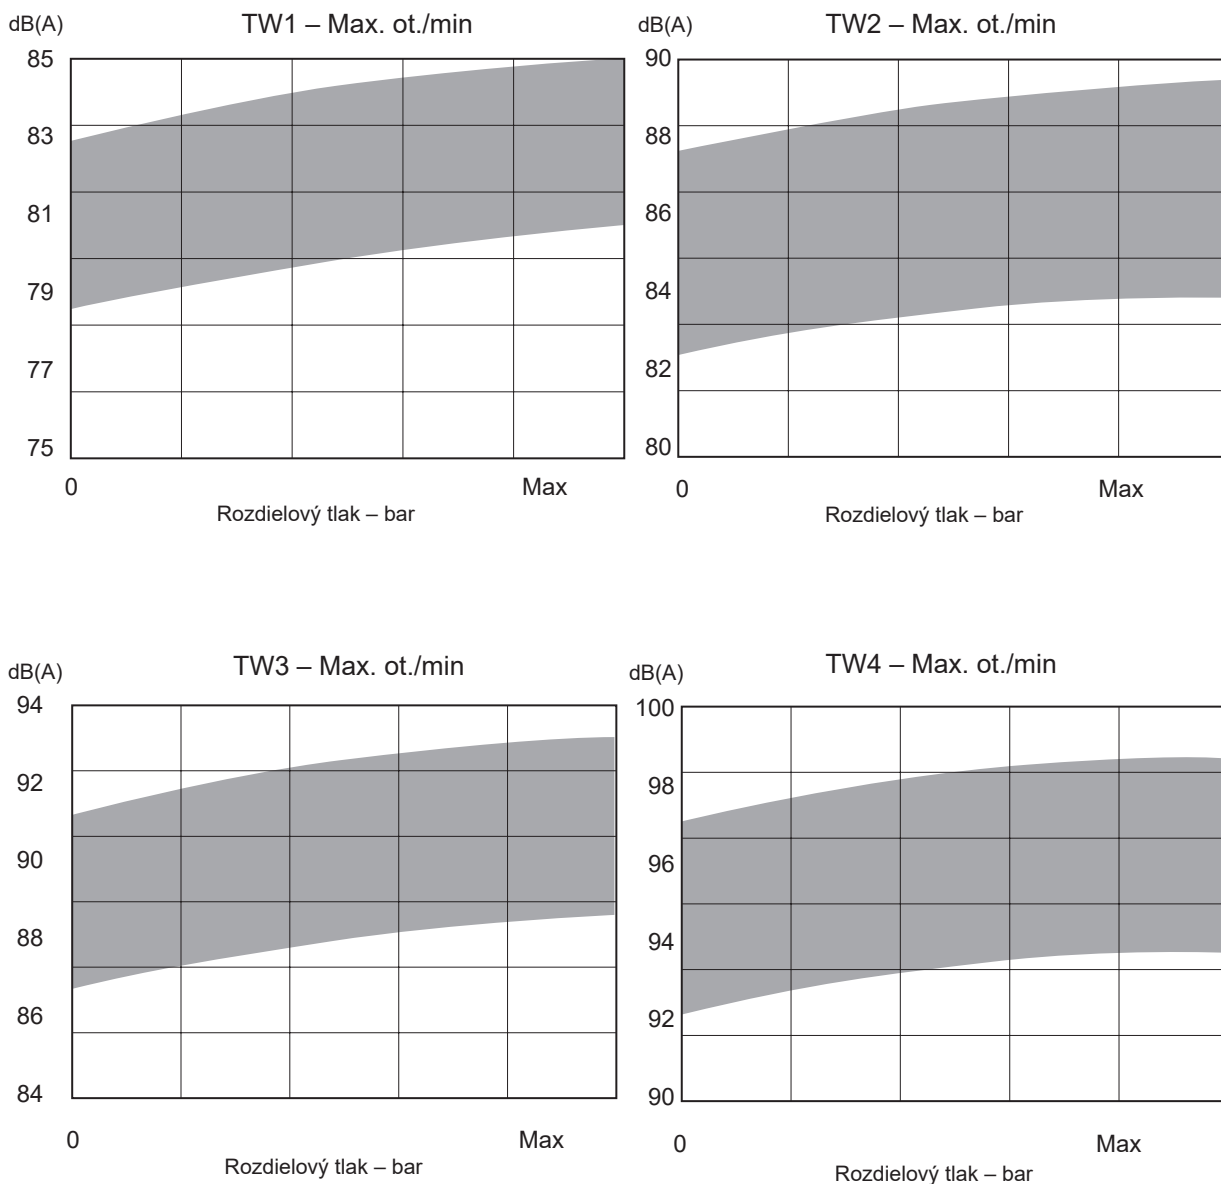 dB(A)
TW1 – Max. ot./min
85
83
81
79
77
75
0
Max
Rozdielový tlak – bar
dB(A)
TW2 – Max. ot./min
90
88
86
84
82
80
0
Max
Rozdielový tlak – bar
dB(A)
TW3 – Max. ot./min
94
92
90
88
86
84
0
Max
Rozdielový tlak – bar
dB(A)
TW4 – Max. ot./min
100
98
96
94
92
90
0
Max
Rozdielový tlak – bar